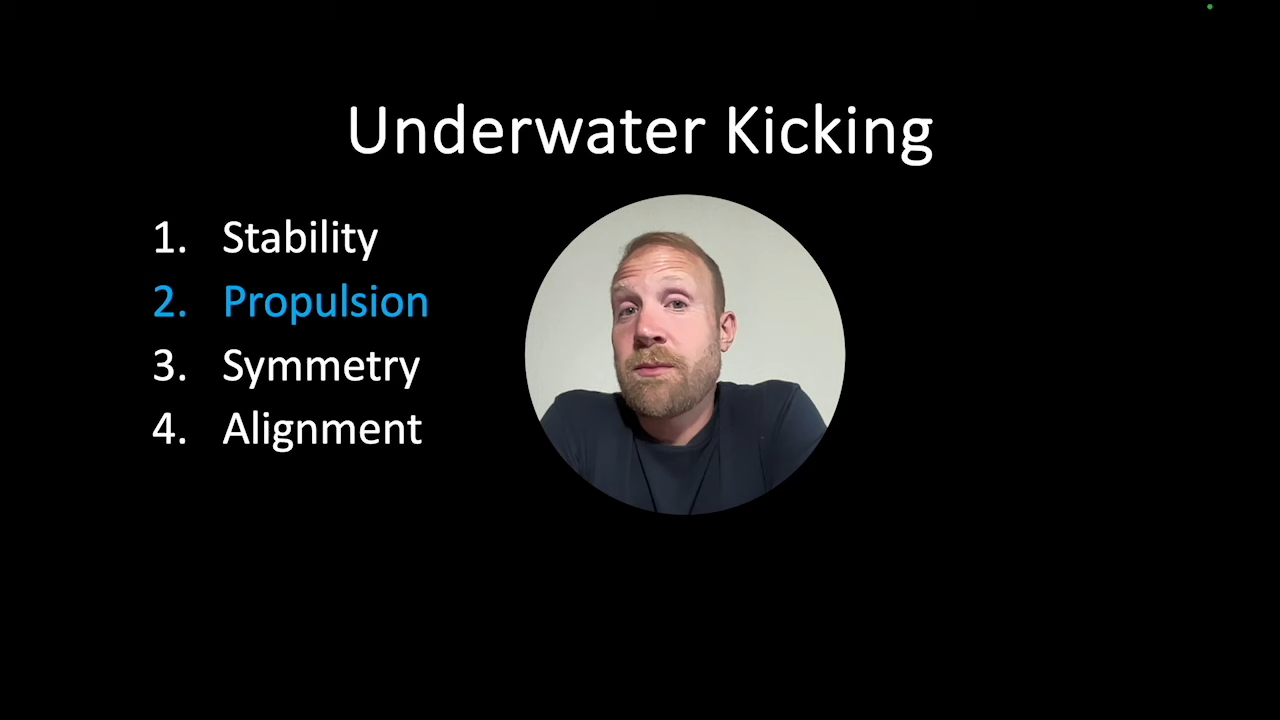 Underwater Kicking
1. Stability
2. Propulsion
3. Symmetry
4. Alignment